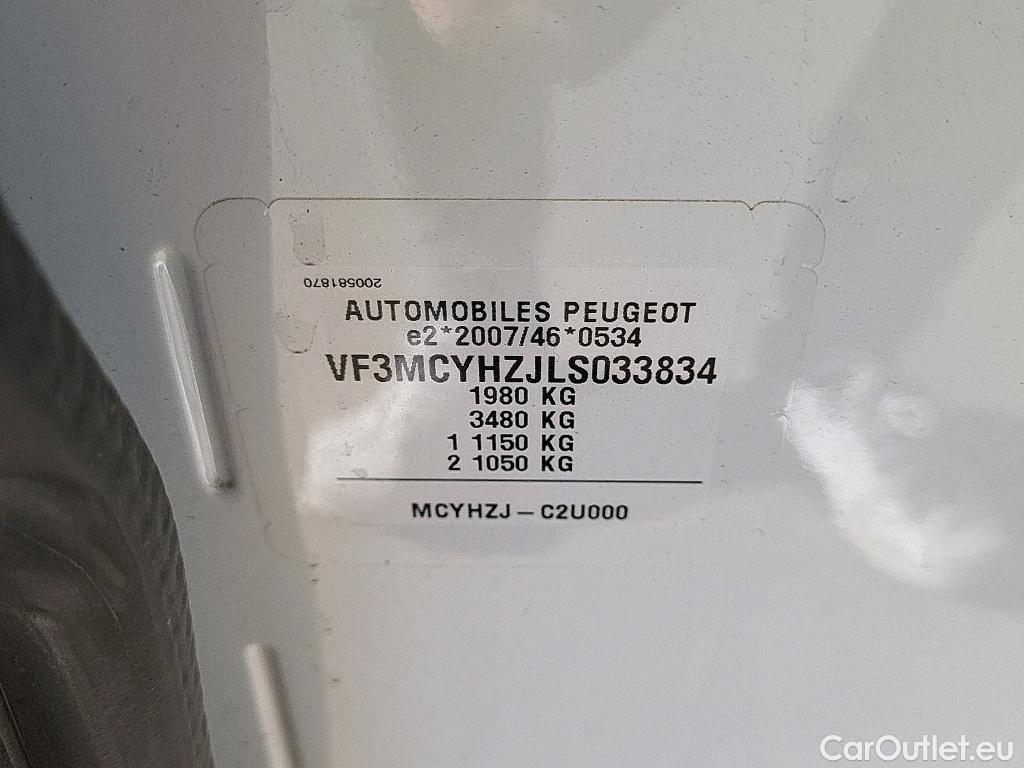 200581870
AUTOMOBILES PEUGEOT
e2*2007/46*0534
VF3MCYHZJLS033834
1980 KG
3480 KG
1 1150 KG
2 1050 KG
MCYHZJ – C2U000
CarOutlet.eu